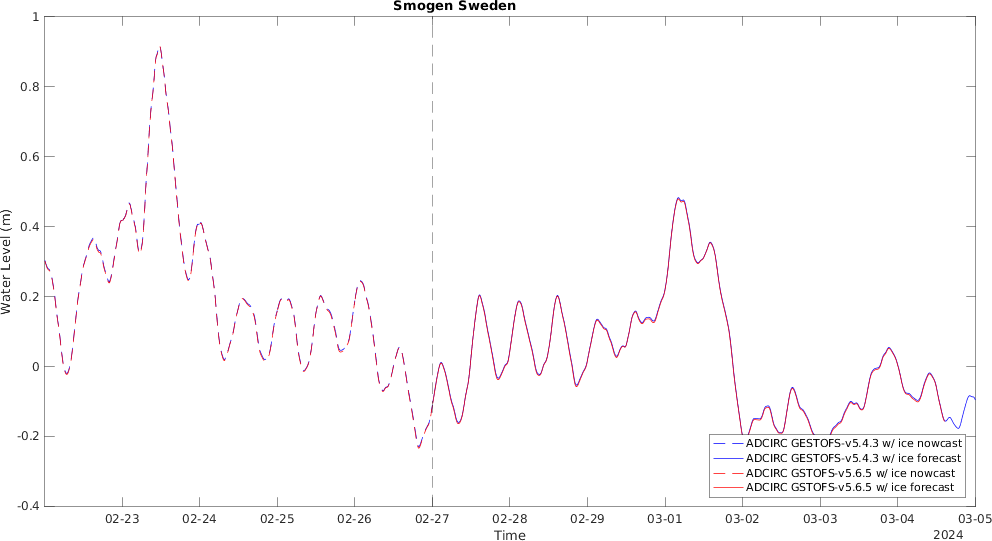 Smogen Sweden
Water Level (m)
1
0.8
0.6
0.4
0.2
0
-0.2
-0.4
ADCIRC GESTOFS-v5.4.3 w/ ice nowcast
ADCIRC GESTOFS-v5.4.3 w/ ice forecast
ADCIRC GSTOFS-v5.6.5 w/ ice nowcast
ADCIRC GSTOFS-v5.6.5 w/ ice forecast
02-23 02-24 02-25 02-26 02-27 02-28 02-29 03-01 03-02 03-03 03-04 03-05
Time
2024